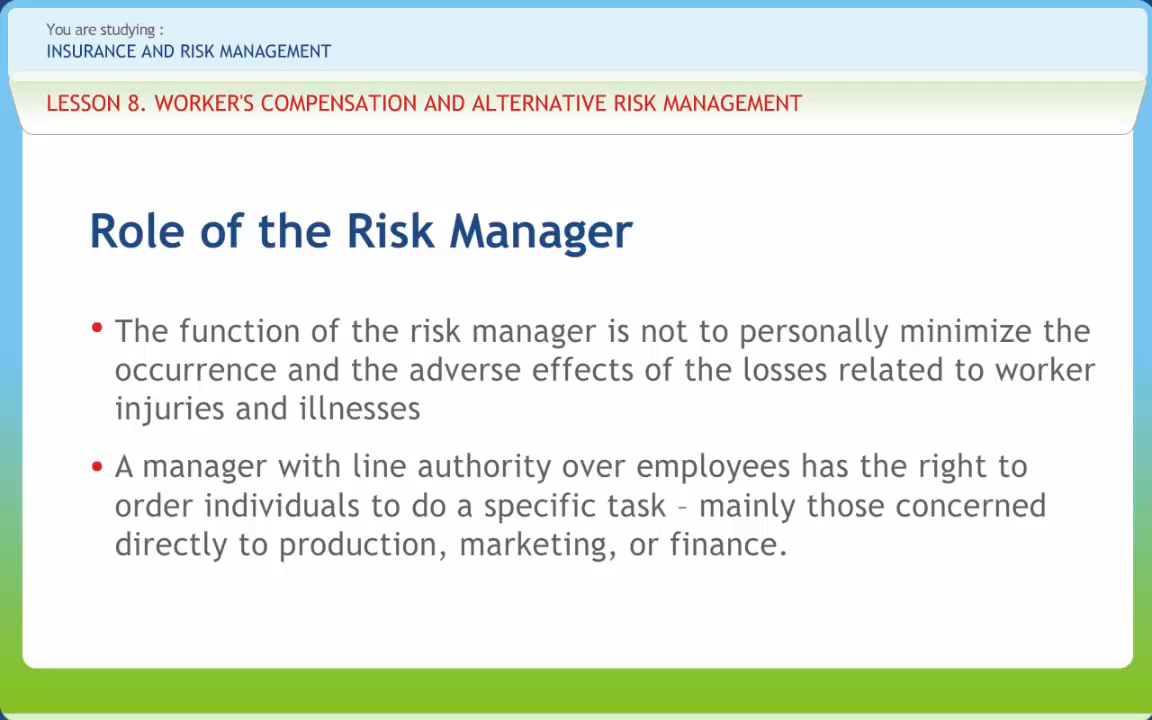 You are studying :
INSURANCE AND RISK MANAGEMENT
LESSON 8. WORKER'S COMPENSATION AND ALTERNATIVE RISK MANAGEMENT
Role of the Risk Manager
• The function of the risk manager is not to personally minimize the
occurrence and the adverse effects of the losses related to worker
injuries and illnesses
• A manager with line authority over employees has the right to
order individuals to do a specific task – mainly those concerned
directly to production, marketing, or finance.